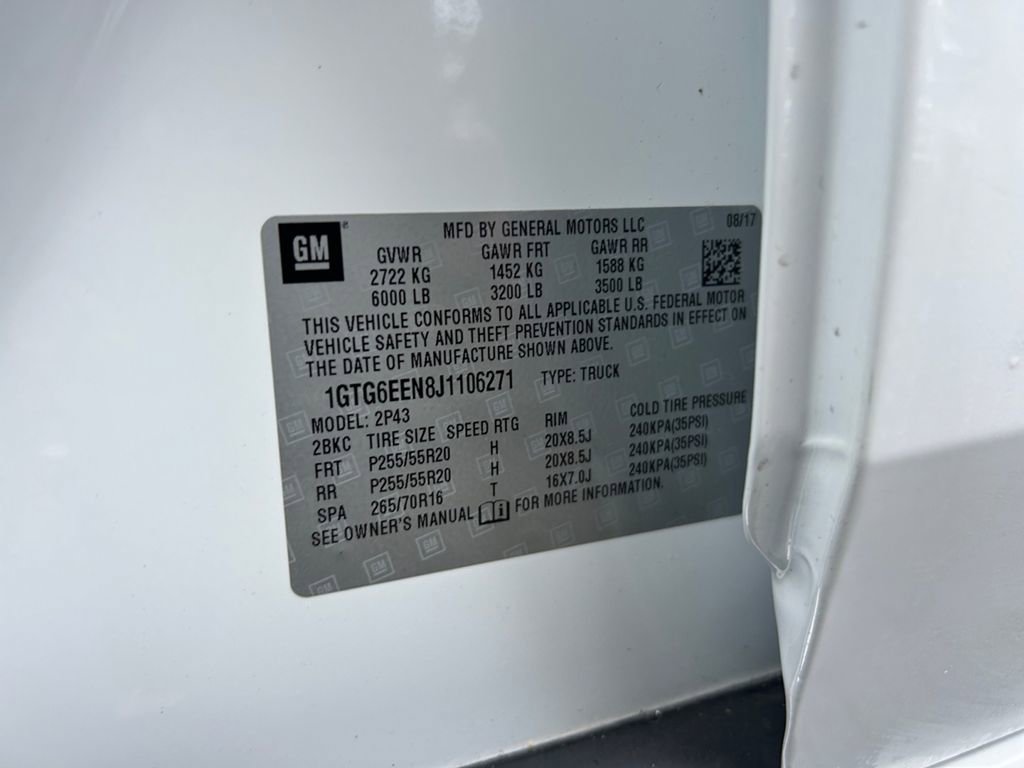 GM
MFD BY GENERAL MOTORS LLC 08/17
GVWR GAWR FRT GAWR RR
2722 KG 1452 KG 1588 KG
6000 LB 3200 LB 3500 LB
THIS VEHICLE CONFORMS TO ALL APPLICABLE U.S. FEDERAL MOTOR
VEHICLE SAFETY AND THEFT PREVENTION STANDARDS IN EFFECT ON
THE DATE OF MANUFACTURE SHOWN ABOVE.
1GTG6EEN8J1106271 TYPE: TRUCK
MODEL: 2P43
2BKC TIRE SIZE SPEED RTG RIM COLD TIRE PRESSURE
FRT P255/55R20 H 20X8.5J 240KPA(35PSI)
RR P255/55R20 H 20X8.5J 240KPA(35PSI)
SPA 265/70R16 T 16X7.0J 240KPA(35PSI)
SEE OWNER'S MANUAL FOR MORE INFORMATION.